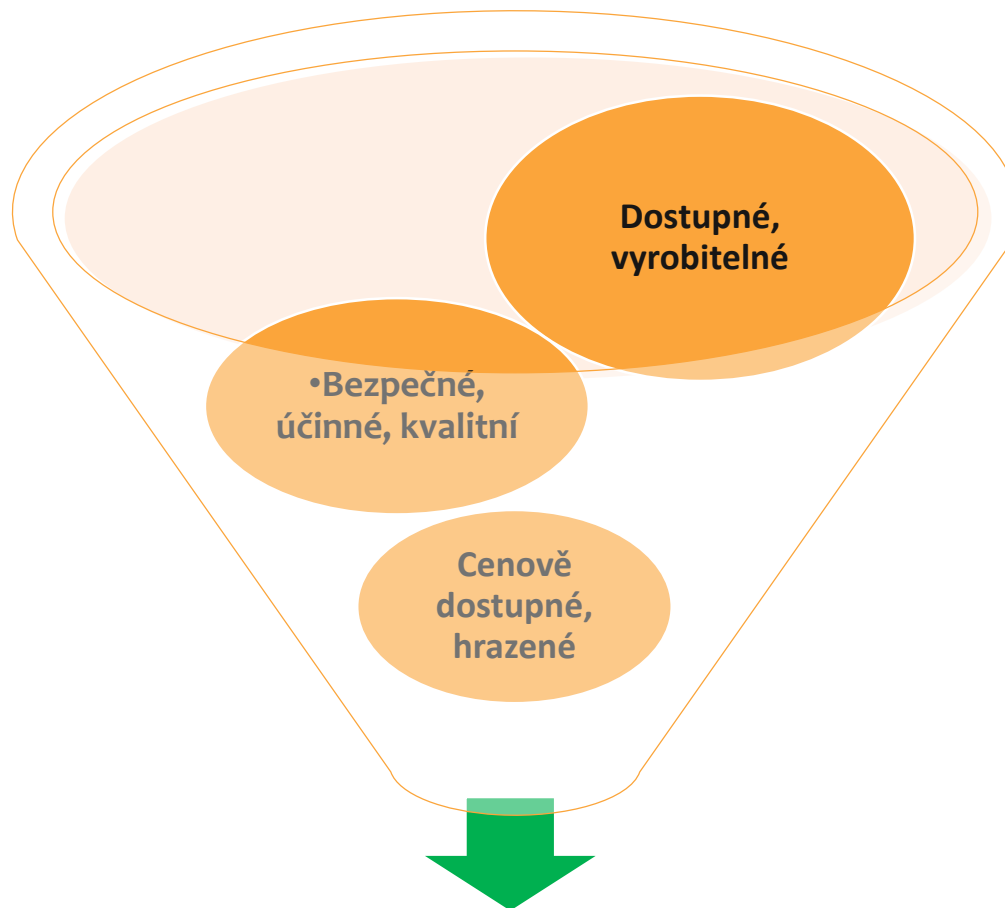 Dostupné,
vyrobitelné
•Bezpečné,
účinné, kvalitní
Cenově
dostupné,
hrazené